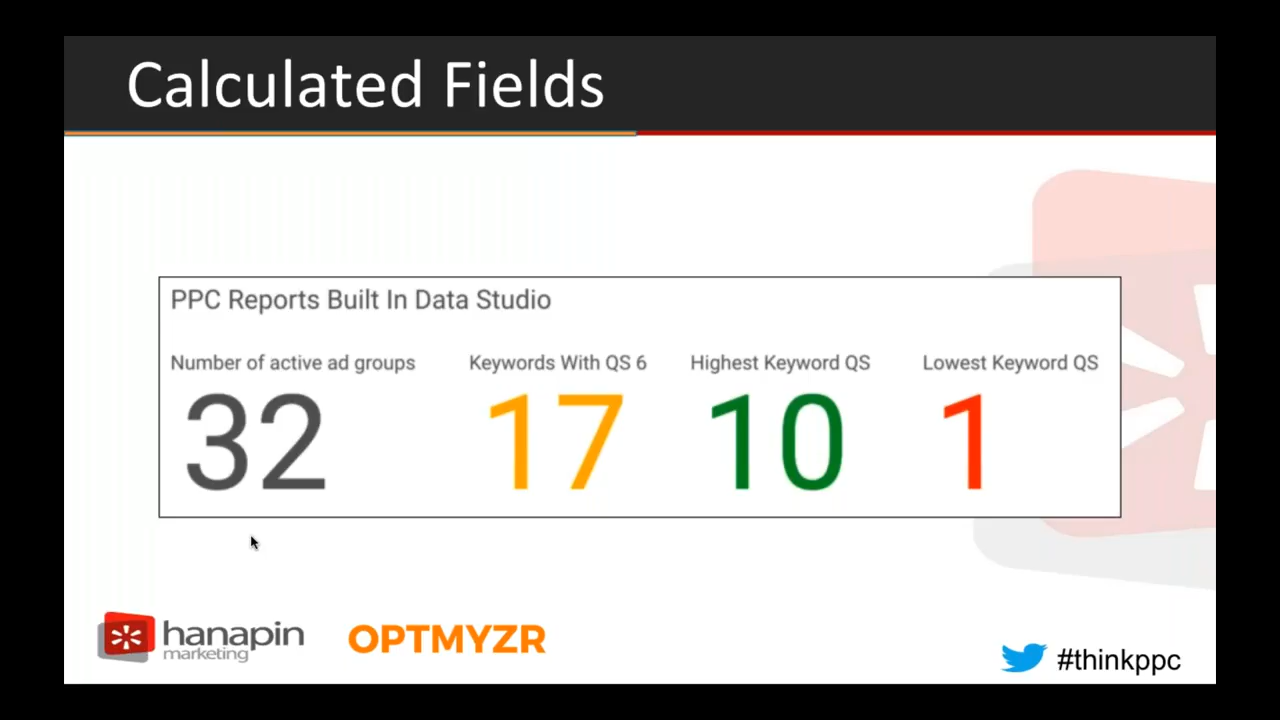 Calculated Fields
PPC Reports Built In Data Studio
Number of active ad groups
Keywords With QS 6
Highest Keyword QS
Lowest Keyword QS
32
17
10
1
hanapin
marketing
OPTMYZR
#thinkppc